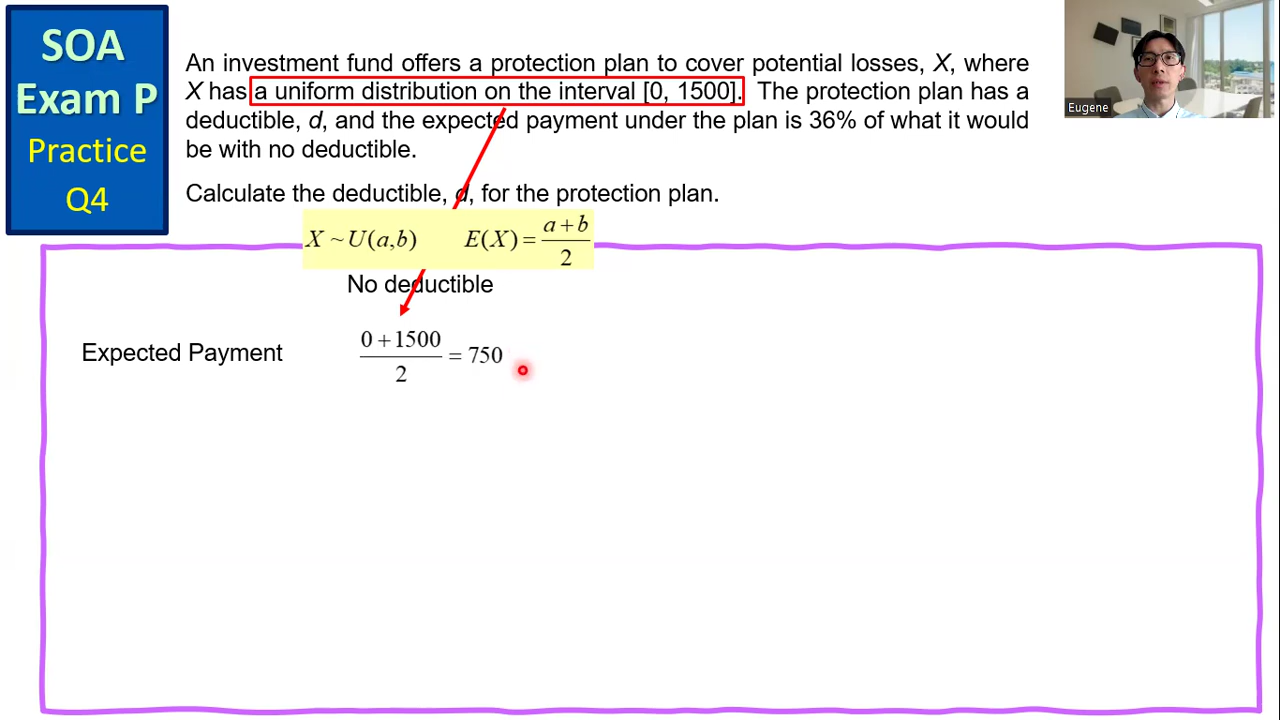 SOA
Exam P
Practice
Q4
An investment fund offers a protection plan to cover potential losses, X, where
X has a uniform distribution on the interval [0, 1500]. The protection plan has a
deductible, d, and the expected payment under the plan is 36% of what it would
be with no deductible.
Calculate the deductible, d, for the protection plan.
Eugene
X ~ U(a,b) E(X) = (a + b)/2
No deductible
Expected Payment (0 + 1500)/2 = 750